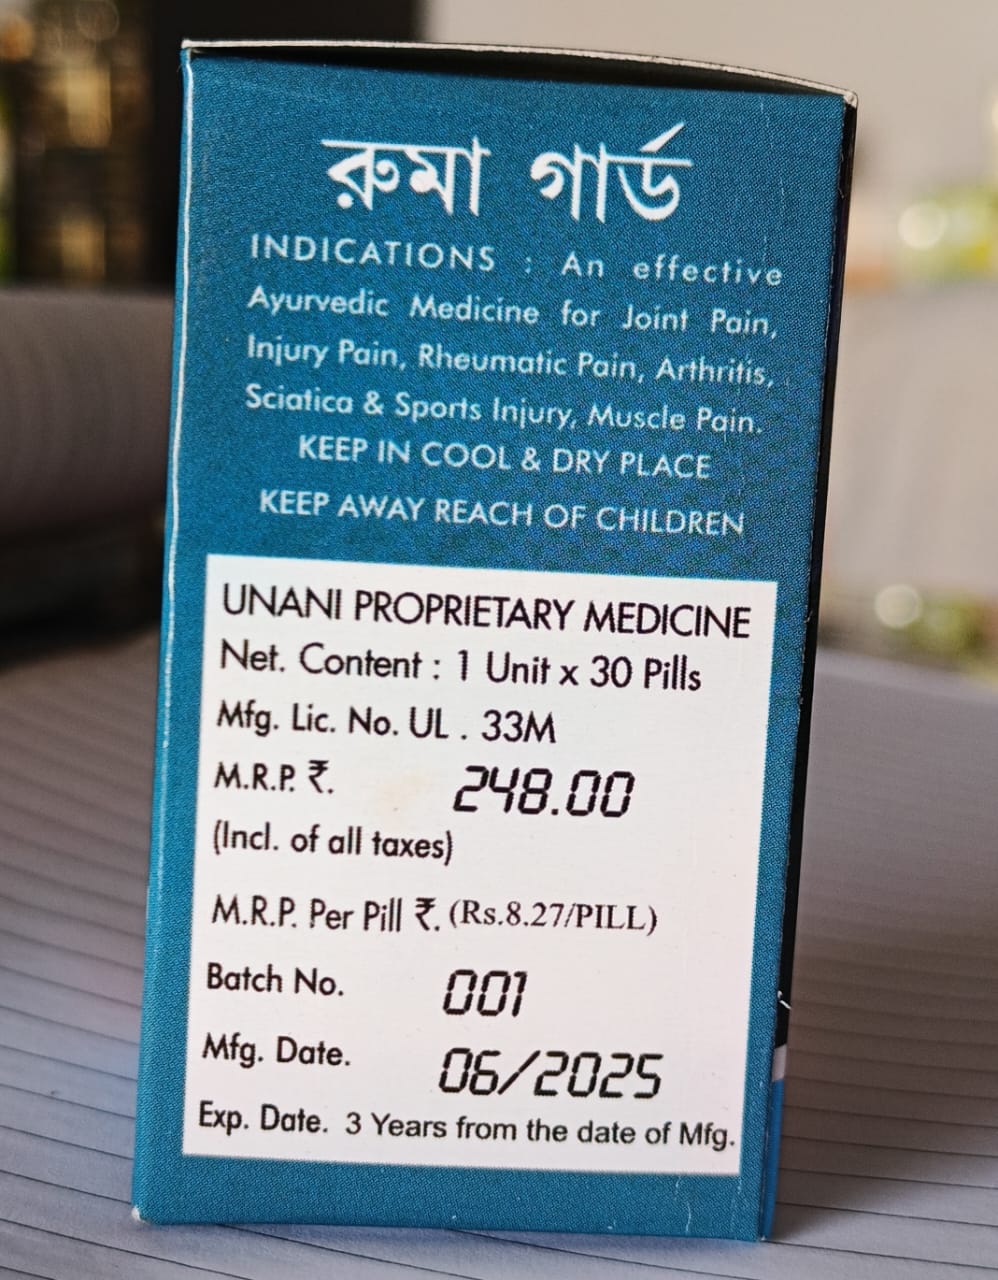 রুমা গার্ড
INDICATIONS : An effective
Ayurvedic Medicine for Joint Pain,
Injury Pain, Rheumatic Pain, Arthritis,
Sciatica & Sports Injury, Muscle Pain.
KEEP IN COOL & DRY PLACE
KEEP AWAY REACH OF CHILDREN
UNANI PROPRIETARY MEDICINE
Net. Content : 1 Unit x 30 Pills
Mfg. Lic. No. UL . 33M
M.R.P. ₹. 248.00
(Incl. of all taxes)
M.R.P. Per Pill ₹. (Rs.8.27/PILL)
Batch No. 001
Mfg. Date. 06/2025
Exp. Date. 3 Years from the date of Mfg.